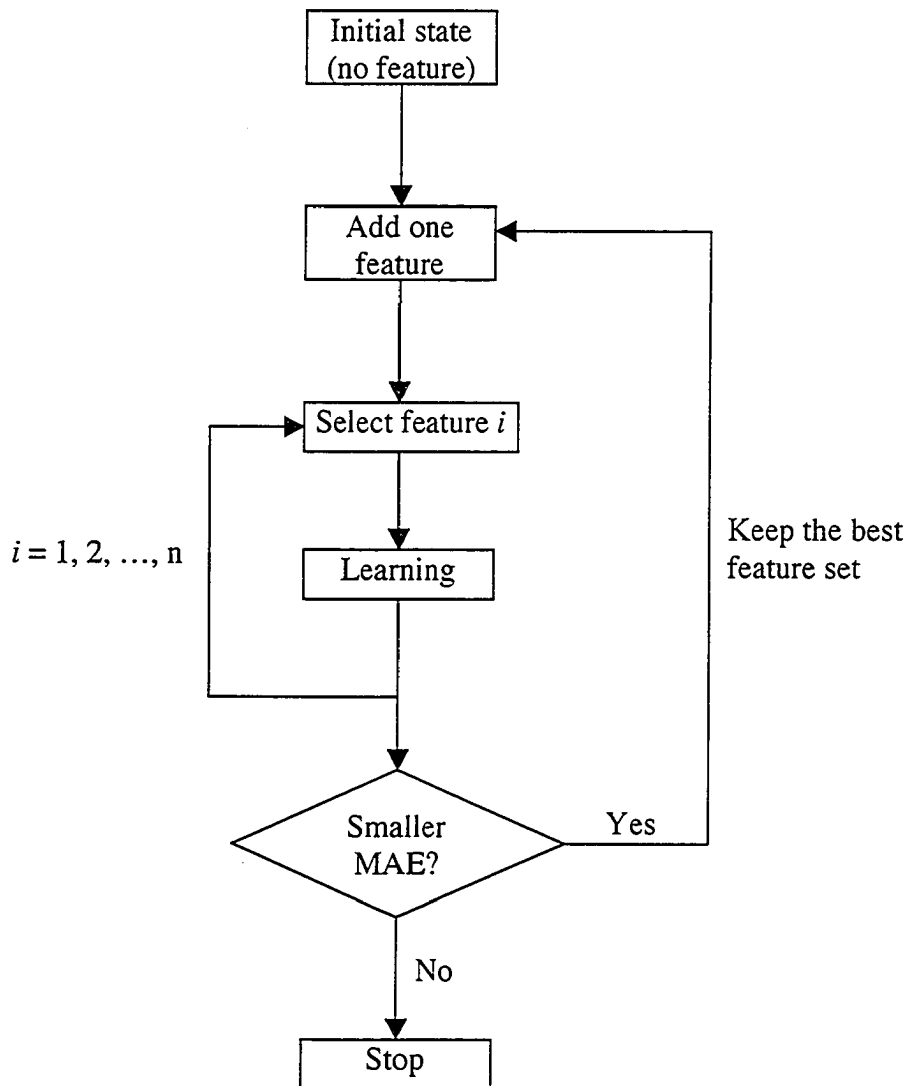 Initial state
(no feature)
Add one
feature
Select feature i
i = 1, 2, ..., n
Learning
Keep the best
feature set
Smaller
MAE?
Yes
No
Stop